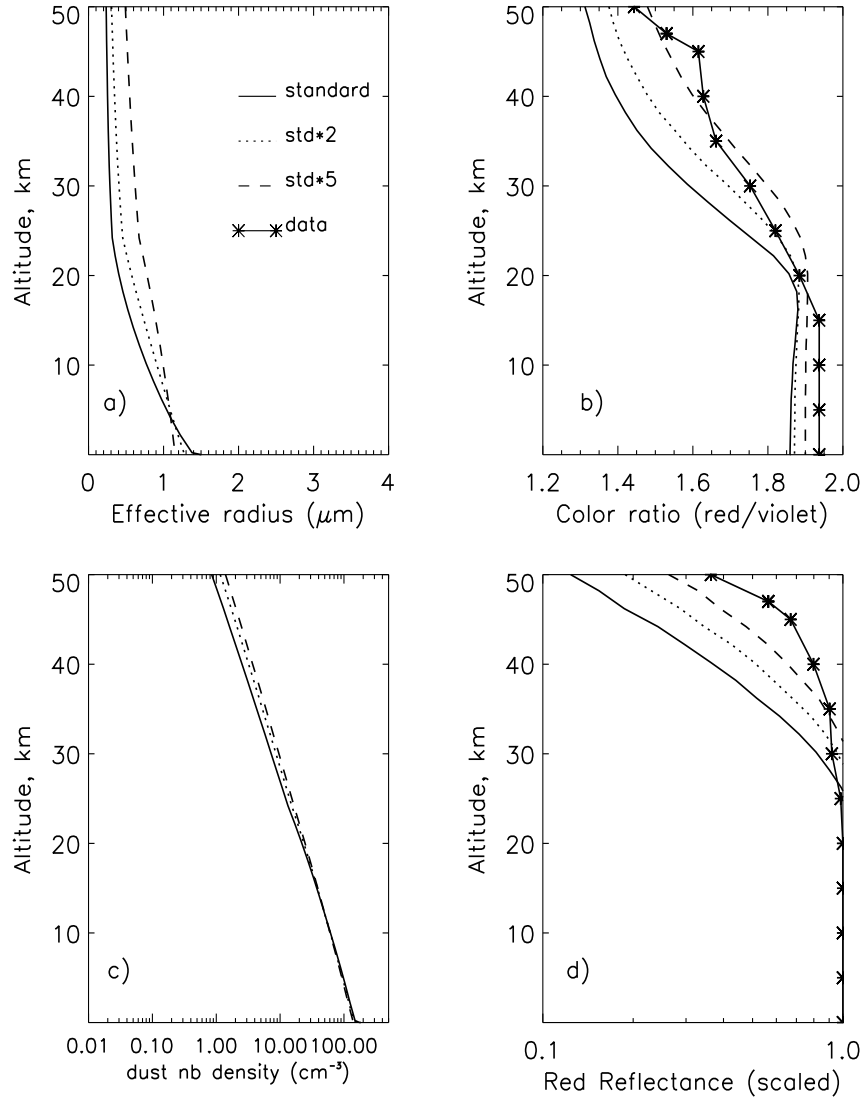 50
40
30
20
10
Altitude, km
standard
std*2
std*5
data
a)
0 1 2 3 4
Effective radius (μm)
50
40
30
20
10
Altitude, km
b)
1.2 1.4 1.6 1.8 2.0
Color ratio (red/violet)
50
40
30
20
10
Altitude, km
c)
0.01 0.10 1.00 10.00 100.00
dust nb density (cm⁻³)
50
40
30
20
10
Altitude, km
d)
0.1 1.0
Red Reflectance (scaled)